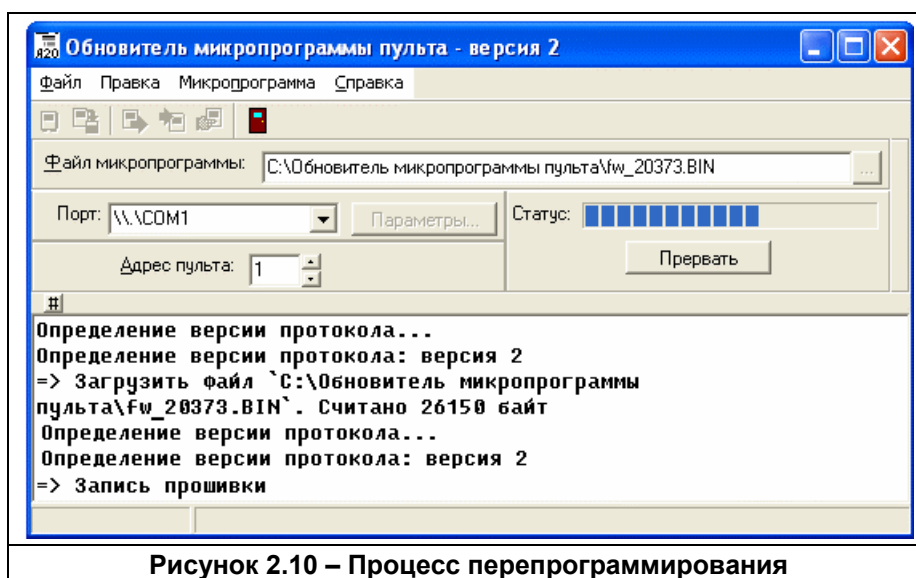 Я20 Обновитель микропрограммы пульта - версия 2
Файл Правка Микропрограмма Справка
Файл микропрограммы: C:\Обновитель микропрограммы пульта\fw_20373.BIN ...
Порт: \\.\COM1 Параметры... Статус:
Адрес пульта: 1 Прервать
#
Определение версии протокола...
Определение версии протокола: версия 2
=> Загрузить файл `C:\Обновитель микропрограммы
пульта\fw_20373.BIN`. Считано 26150 байт
Определение версии протокола...
Определение версии протокола: версия 2
=> Запись прошивки
Рисунок 2.10 – Процесс перепрограммирования